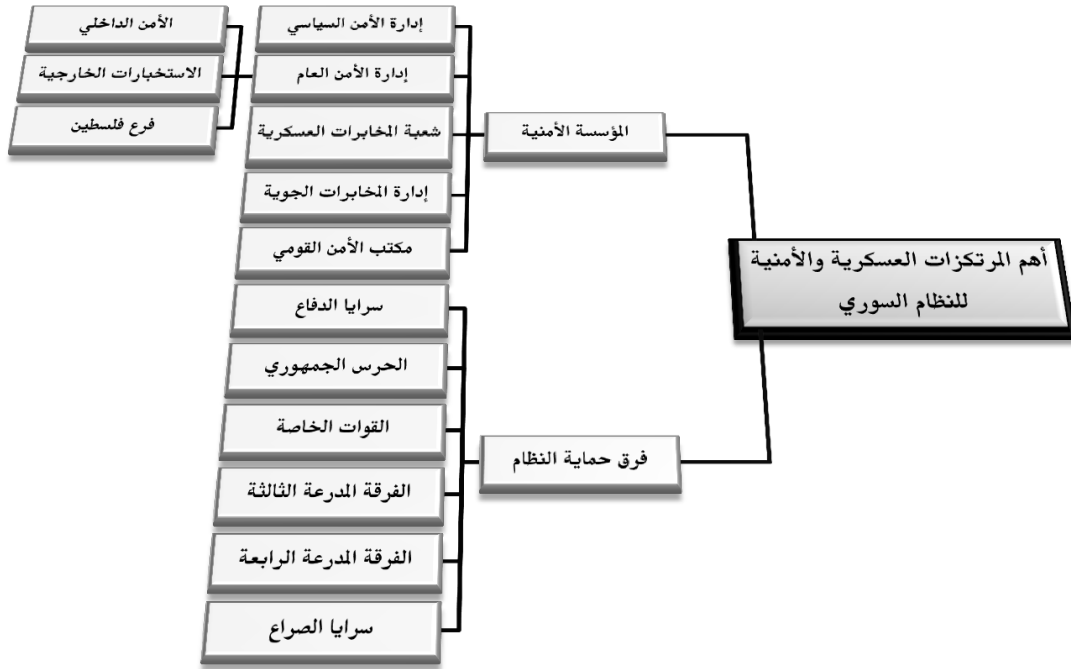 أهم المرتكزات العسكرية والأمنية
للنظام السوري
المؤسسة الأمنية
إدارة الأمن السياسي
إدارة الأمن العام
الأمن الداخلي
الاستخبارات الخارجية
فرع فلسطين
شعبة المخابرات العسكرية
إدارة المخابرات الجوية
مكتب الأمن القومي
فرق حماية النظام
سرايا الدفاع
الحرس الجمهوري
القوات الخاصة
الفرقة المدرعة الثالثة
الفرقة المدرعة الرابعة
سرايا الصراع